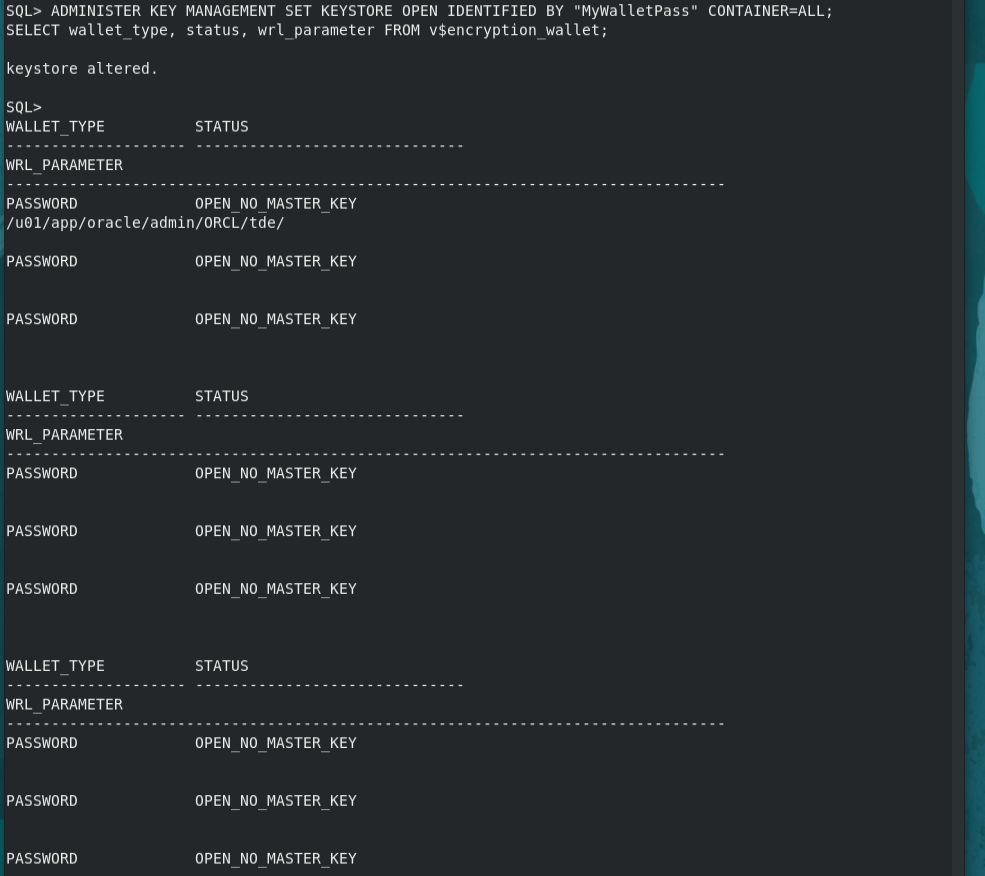 SQL> ADMINISTER KEY MANAGEMENT SET KEYSTORE OPEN IDENTIFIED BY "MyWalletPass" CONTAINER=ALL;
SELECT wallet_type, status, wrl_parameter FROM v$encryption_wallet;
keystore altered.
SQL>
WALLET_TYPE          STATUS
-------------------- ------------------------------
WRL_PARAMETER
--------------------------------------------------------------------------------
PASSWORD             OPEN_NO_MASTER_KEY
/u01/app/oracle/admin/ORCL/tde/
PASSWORD             OPEN_NO_MASTER_KEY
PASSWORD             OPEN_NO_MASTER_KEY
WALLET_TYPE          STATUS
-------------------- ------------------------------
WRL_PARAMETER
--------------------------------------------------------------------------------
PASSWORD             OPEN_NO_MASTER_KEY
PASSWORD             OPEN_NO_MASTER_KEY
PASSWORD             OPEN_NO_MASTER_KEY
WALLET_TYPE          STATUS
-------------------- ------------------------------
WRL_PARAMETER
--------------------------------------------------------------------------------
PASSWORD             OPEN_NO_MASTER_KEY
PASSWORD             OPEN_NO_MASTER_KEY
PASSWORD             OPEN_NO_MASTER_KEY